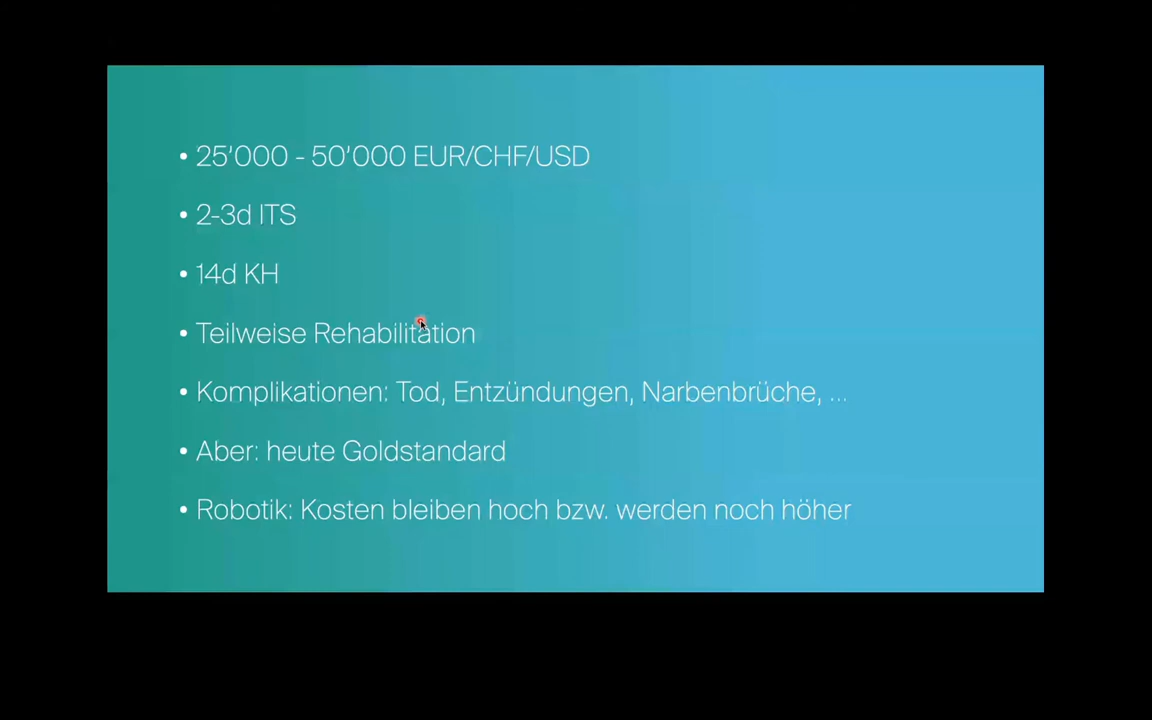 • 25’000 - 50’000 EUR/CHF/USD
• 2-3d ITS
• 14d KH
• Teilweise Rehabilitation
• Komplikationen: Tod, Entzündungen, Narbenbrüche, ...
• Aber: heute Goldstandard
• Robotik: Kosten bleiben hoch bzw. werden noch höher